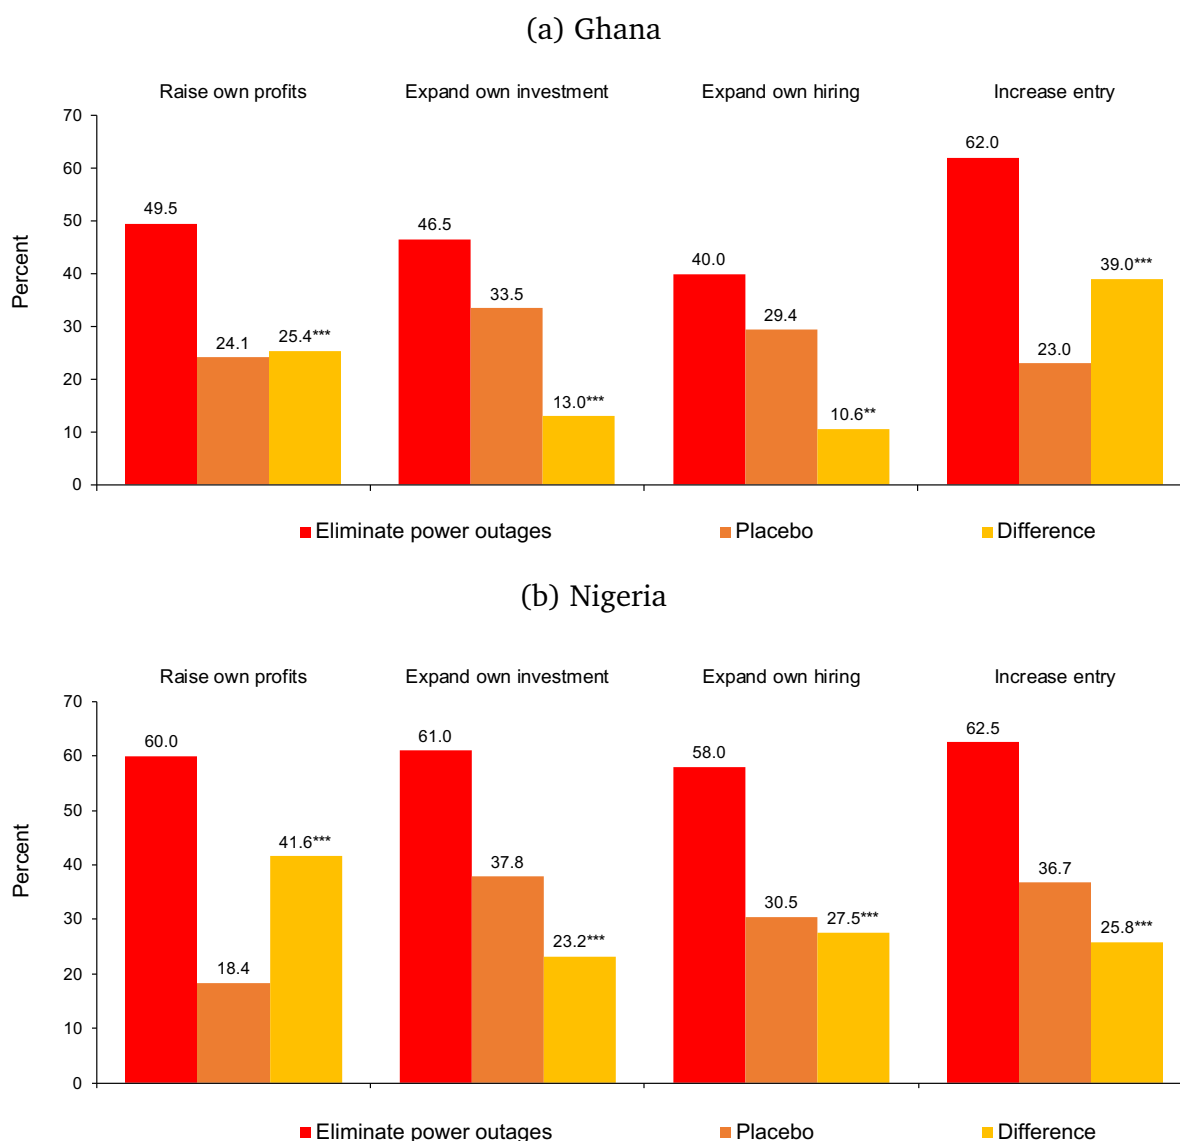 (a) Ghana
Raise own profits Expand own investment Expand own hiring Increase entry
Percent
70
60
50
40
30
20
10
0
49.5 24.1 25.4***
46.5 33.5 13.0***
40.0 29.4 10.6**
62.0 23.0 39.0***
Eliminate power outages Placebo Difference
(b) Nigeria
Raise own profits Expand own investment Expand own hiring Increase entry
Percent
70
60
50
40
30
20
10
0
60.0 18.4 41.6***
61.0 37.8 23.2***
58.0 30.5 27.5***
62.5 36.7 25.8***
Eliminate power outages Placebo Difference